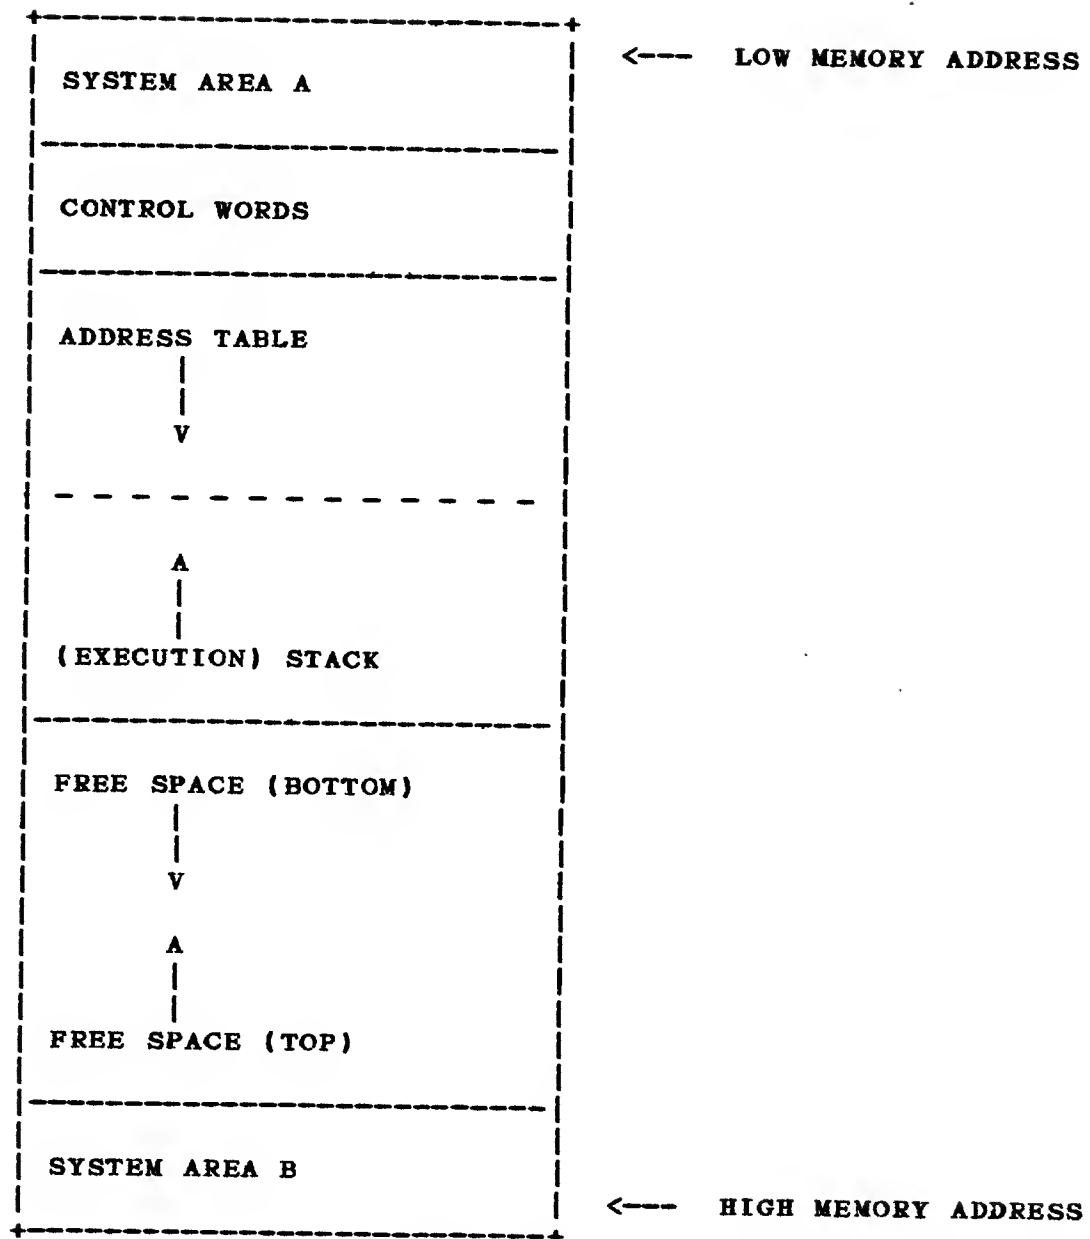 <--- LOW MEMORY ADDRESS
SYSTEM AREA A
CONTROL WORDS
ADDRESS TABLE
V
A
(EXECUTION) STACK
FREE SPACE (BOTTOM)
V
A
FREE SPACE (TOP)
SYSTEM AREA B
<--- HIGH MEMORY ADDRESS